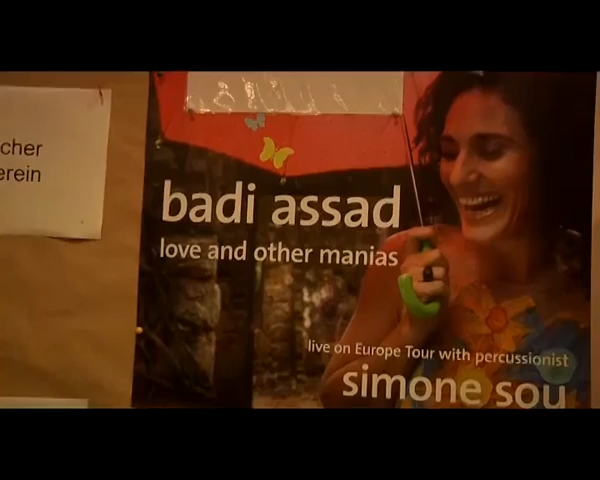 cher
erein
badi assad
love and other manias
live on Europe Tour with percussionist
simone sou